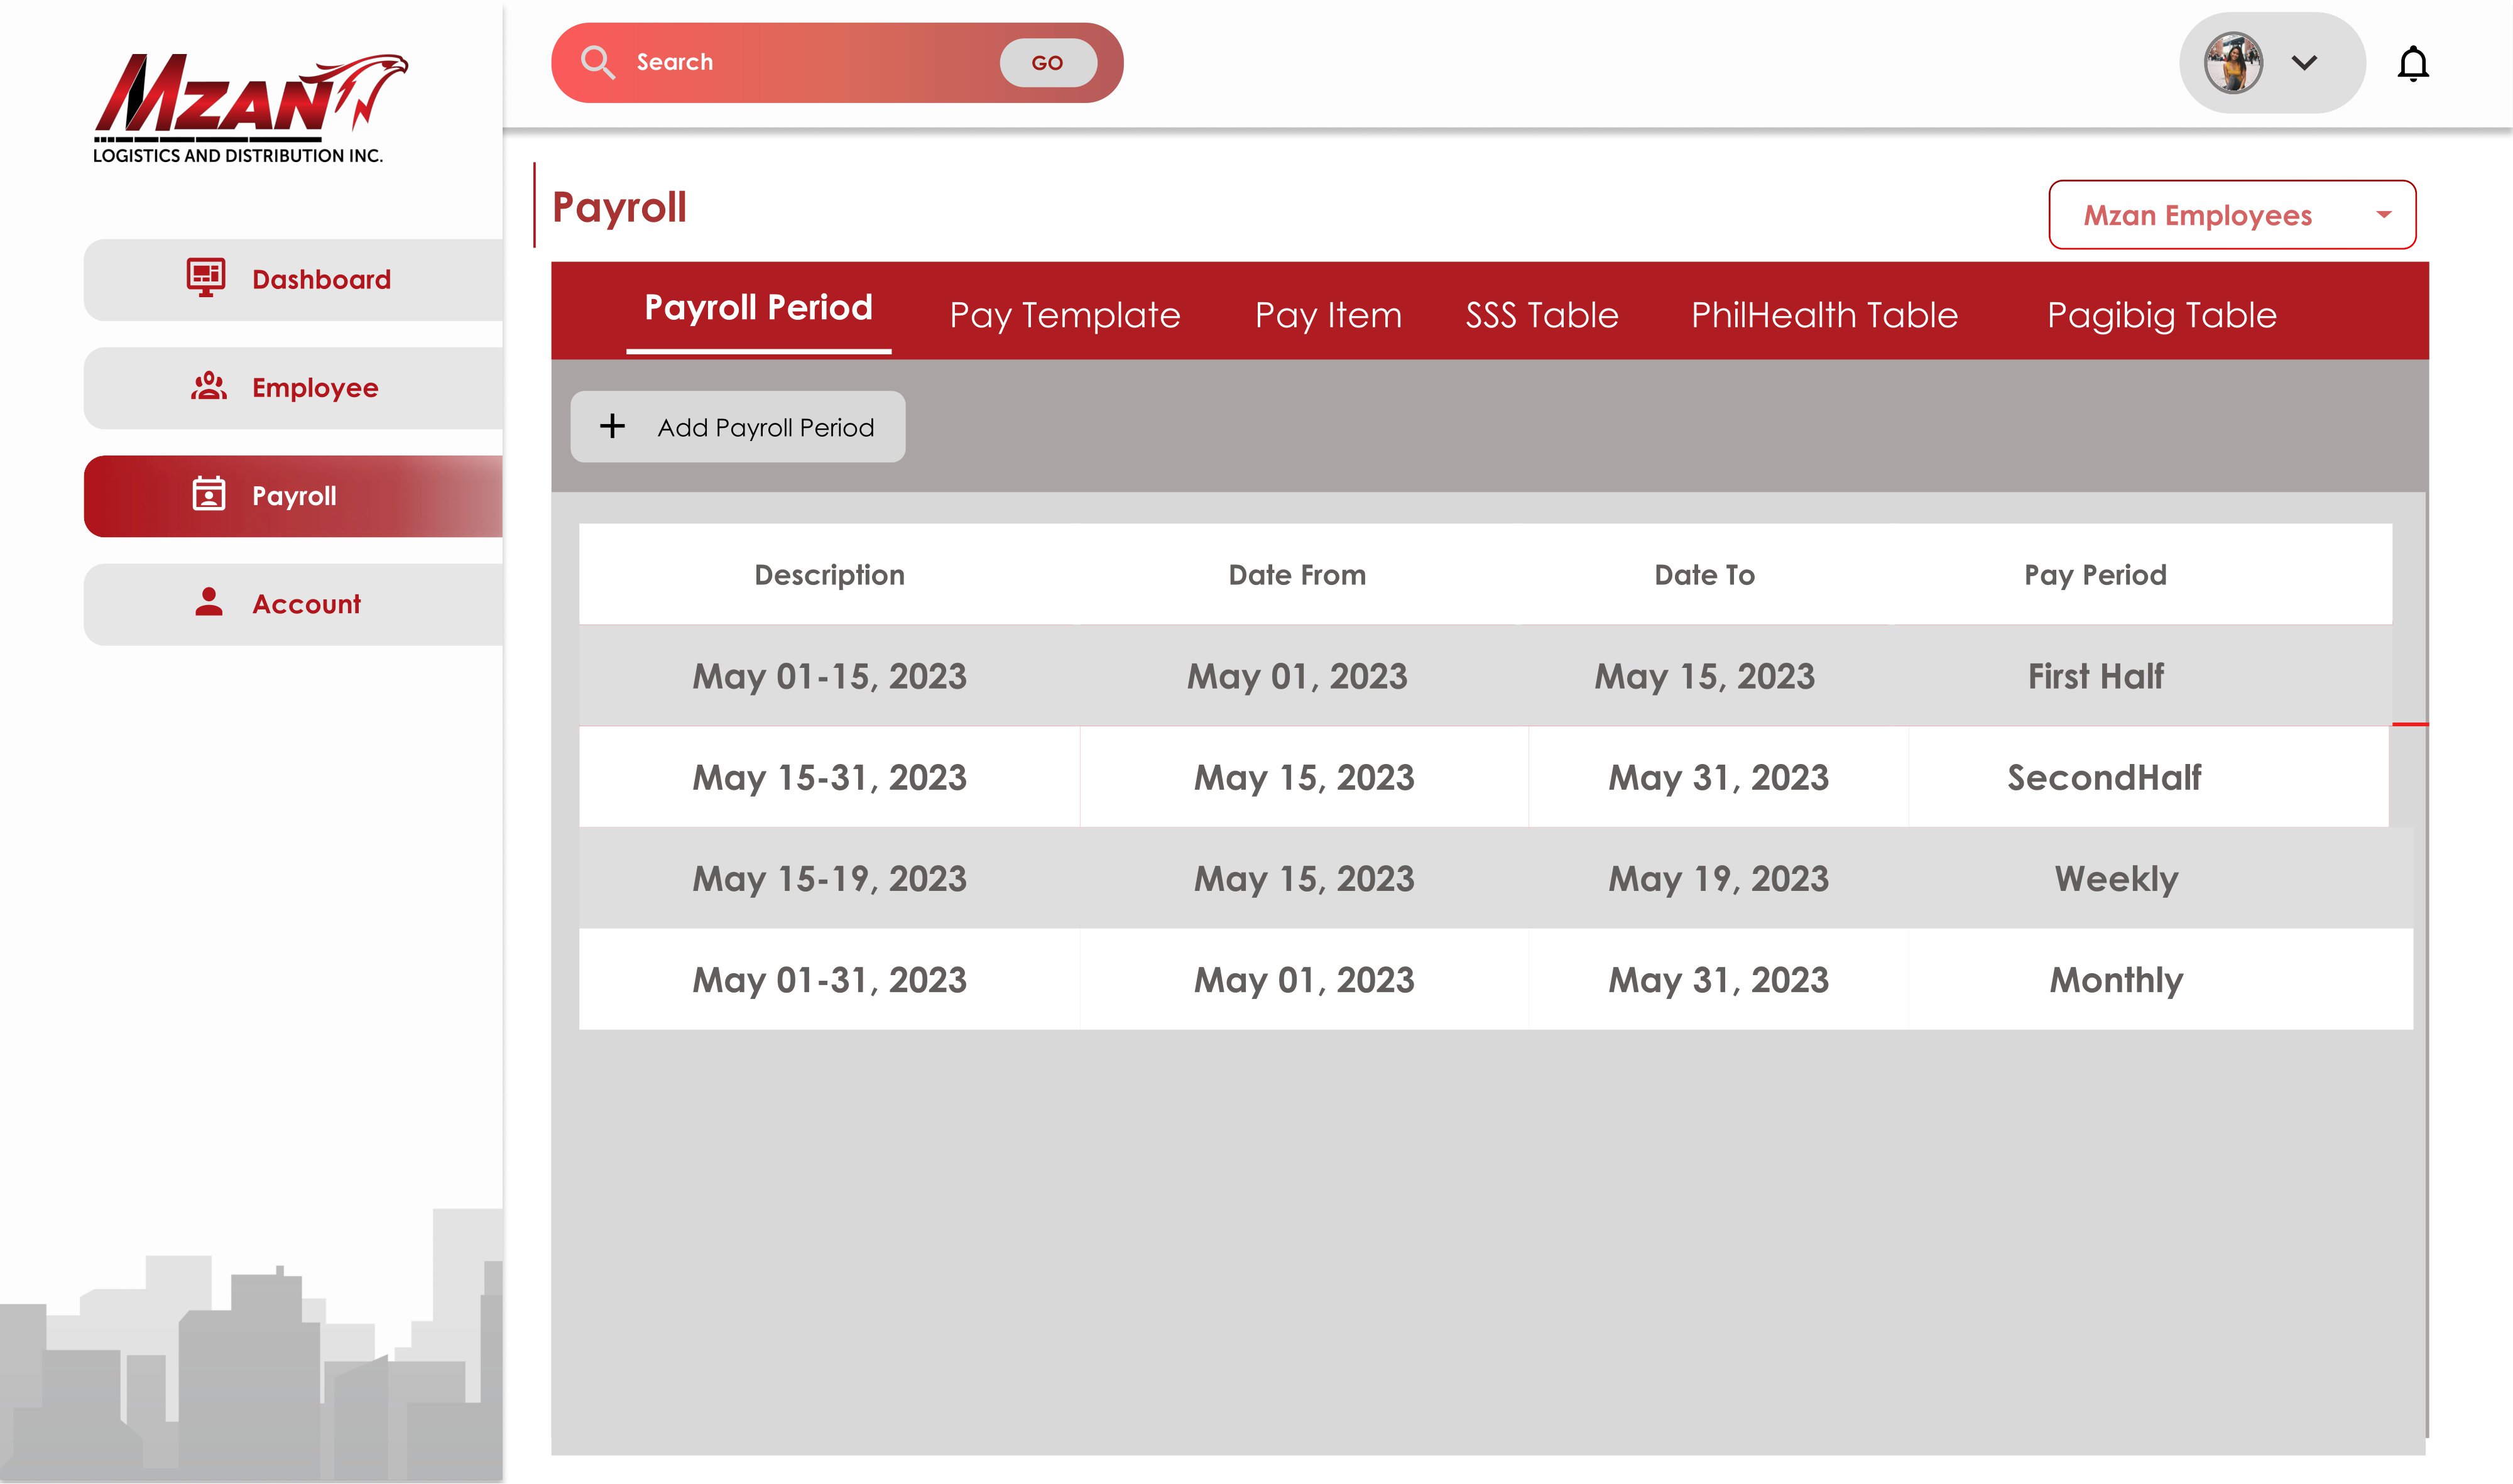 MZAN
LOGISTICS AND DISTRIBUTION INC.
Search
GO
Dashboard
Employee
Payroll
Account
Payroll
Mzan Employees
Payroll Period Pay Template Pay Item SSS Table PhilHealth Table Pagibig Table
+ Add Payroll Period
Description Date From Date To Pay Period
May 01-15, 2023 May 01, 2023 May 15, 2023 First Half
May 15-31, 2023 May 15, 2023 May 31, 2023 SecondHalf
May 15-19, 2023 May 15, 2023 May 19, 2023 Weekly
May 01-31, 2023 May 01, 2023 May 31, 2023 Monthly